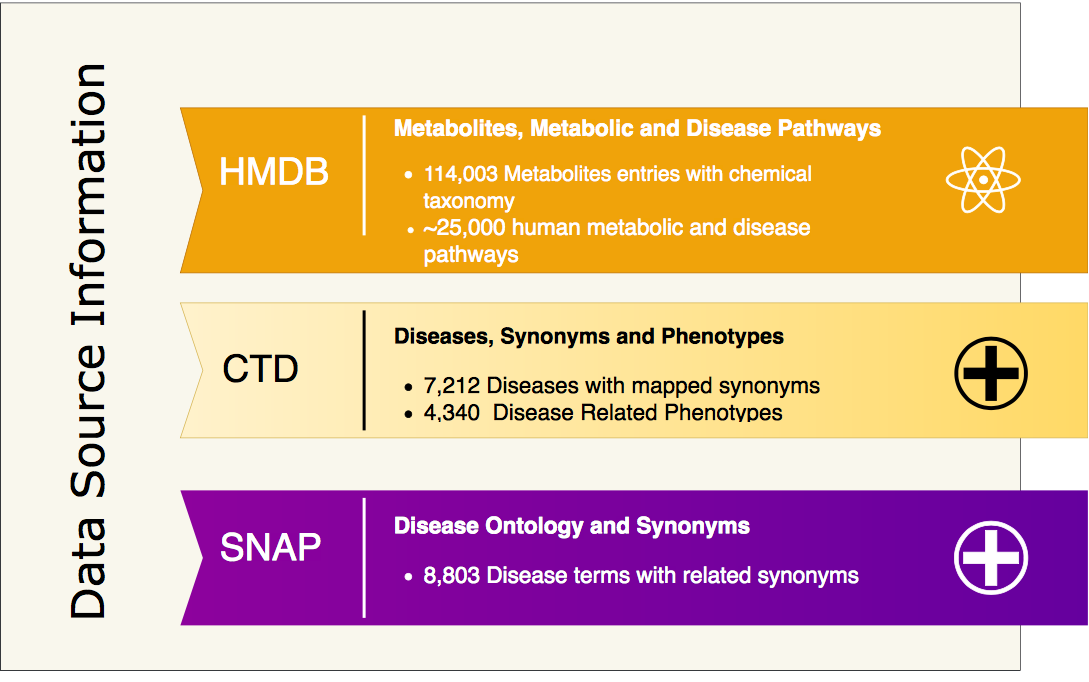 Data Source Information
HMDB
Metabolites, Metabolic and Disease Pathways
• 114,003 Metabolites entries with chemical
taxonomy
• ~25,000 human metabolic and disease
pathways
CTD
Diseases, Synonyms and Phenotypes
• 7,212 Diseases with mapped synonyms
• 4,340 Disease Related Phenotypes
SNAP
Disease Ontology and Synonyms
• 8,803 Disease terms with related synonyms